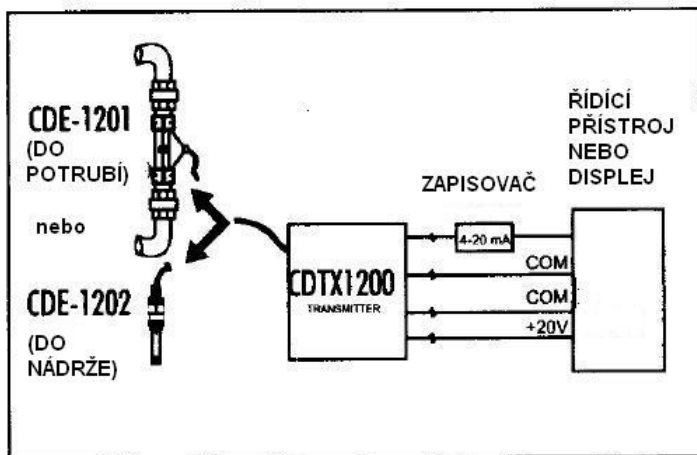 CDE-1201
(DO
POTRUBÍ)
nebo
CDE-1202
(DO
NÁDRŽE)
CDTX1200
TRANSMITTER
ZAPISOVAČ
4-20 mA
COM
COM
+20V
ŘÍDÍCÍ
PŘÍSTROJ
NEBO
DISPLEJ